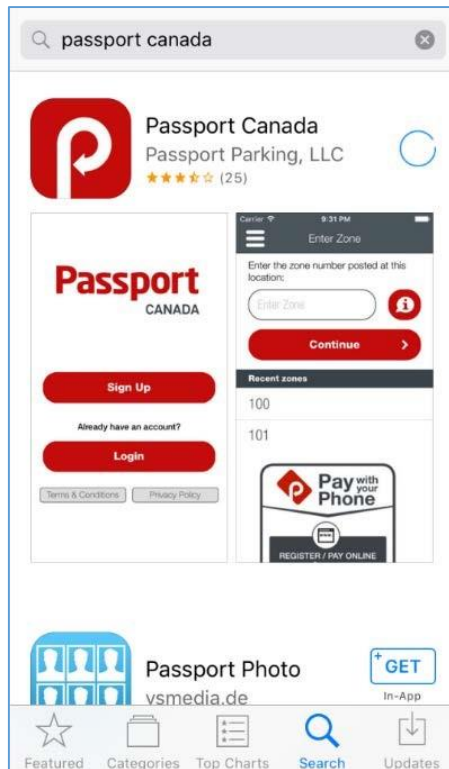 passport canada
Passport Canada
Passport Parking, LLC
(25)
Passport
CANADA
Sign Up
Already have an account?
Login
Terms & Conditions
Privacy Policy
Carrier
9:31 PM
Enter Zone
Enter the zone number posted at this
location:
Enter Zone
Continue
Recent zones
100
101
Pay with
your
Phone
REGISTER / PAY ONLINE
Passport Photo
vsmedia.de
+ GET
In-App
Featured
Categories
Top Charts
Search
Updates